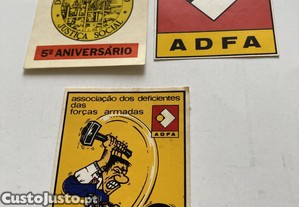 JUSTIÇA SOCIAL
5º ANIVERSÁRIO
ADFA
associação dos deficientes
das
forças armadas
ADFA
CustoJusto.pt